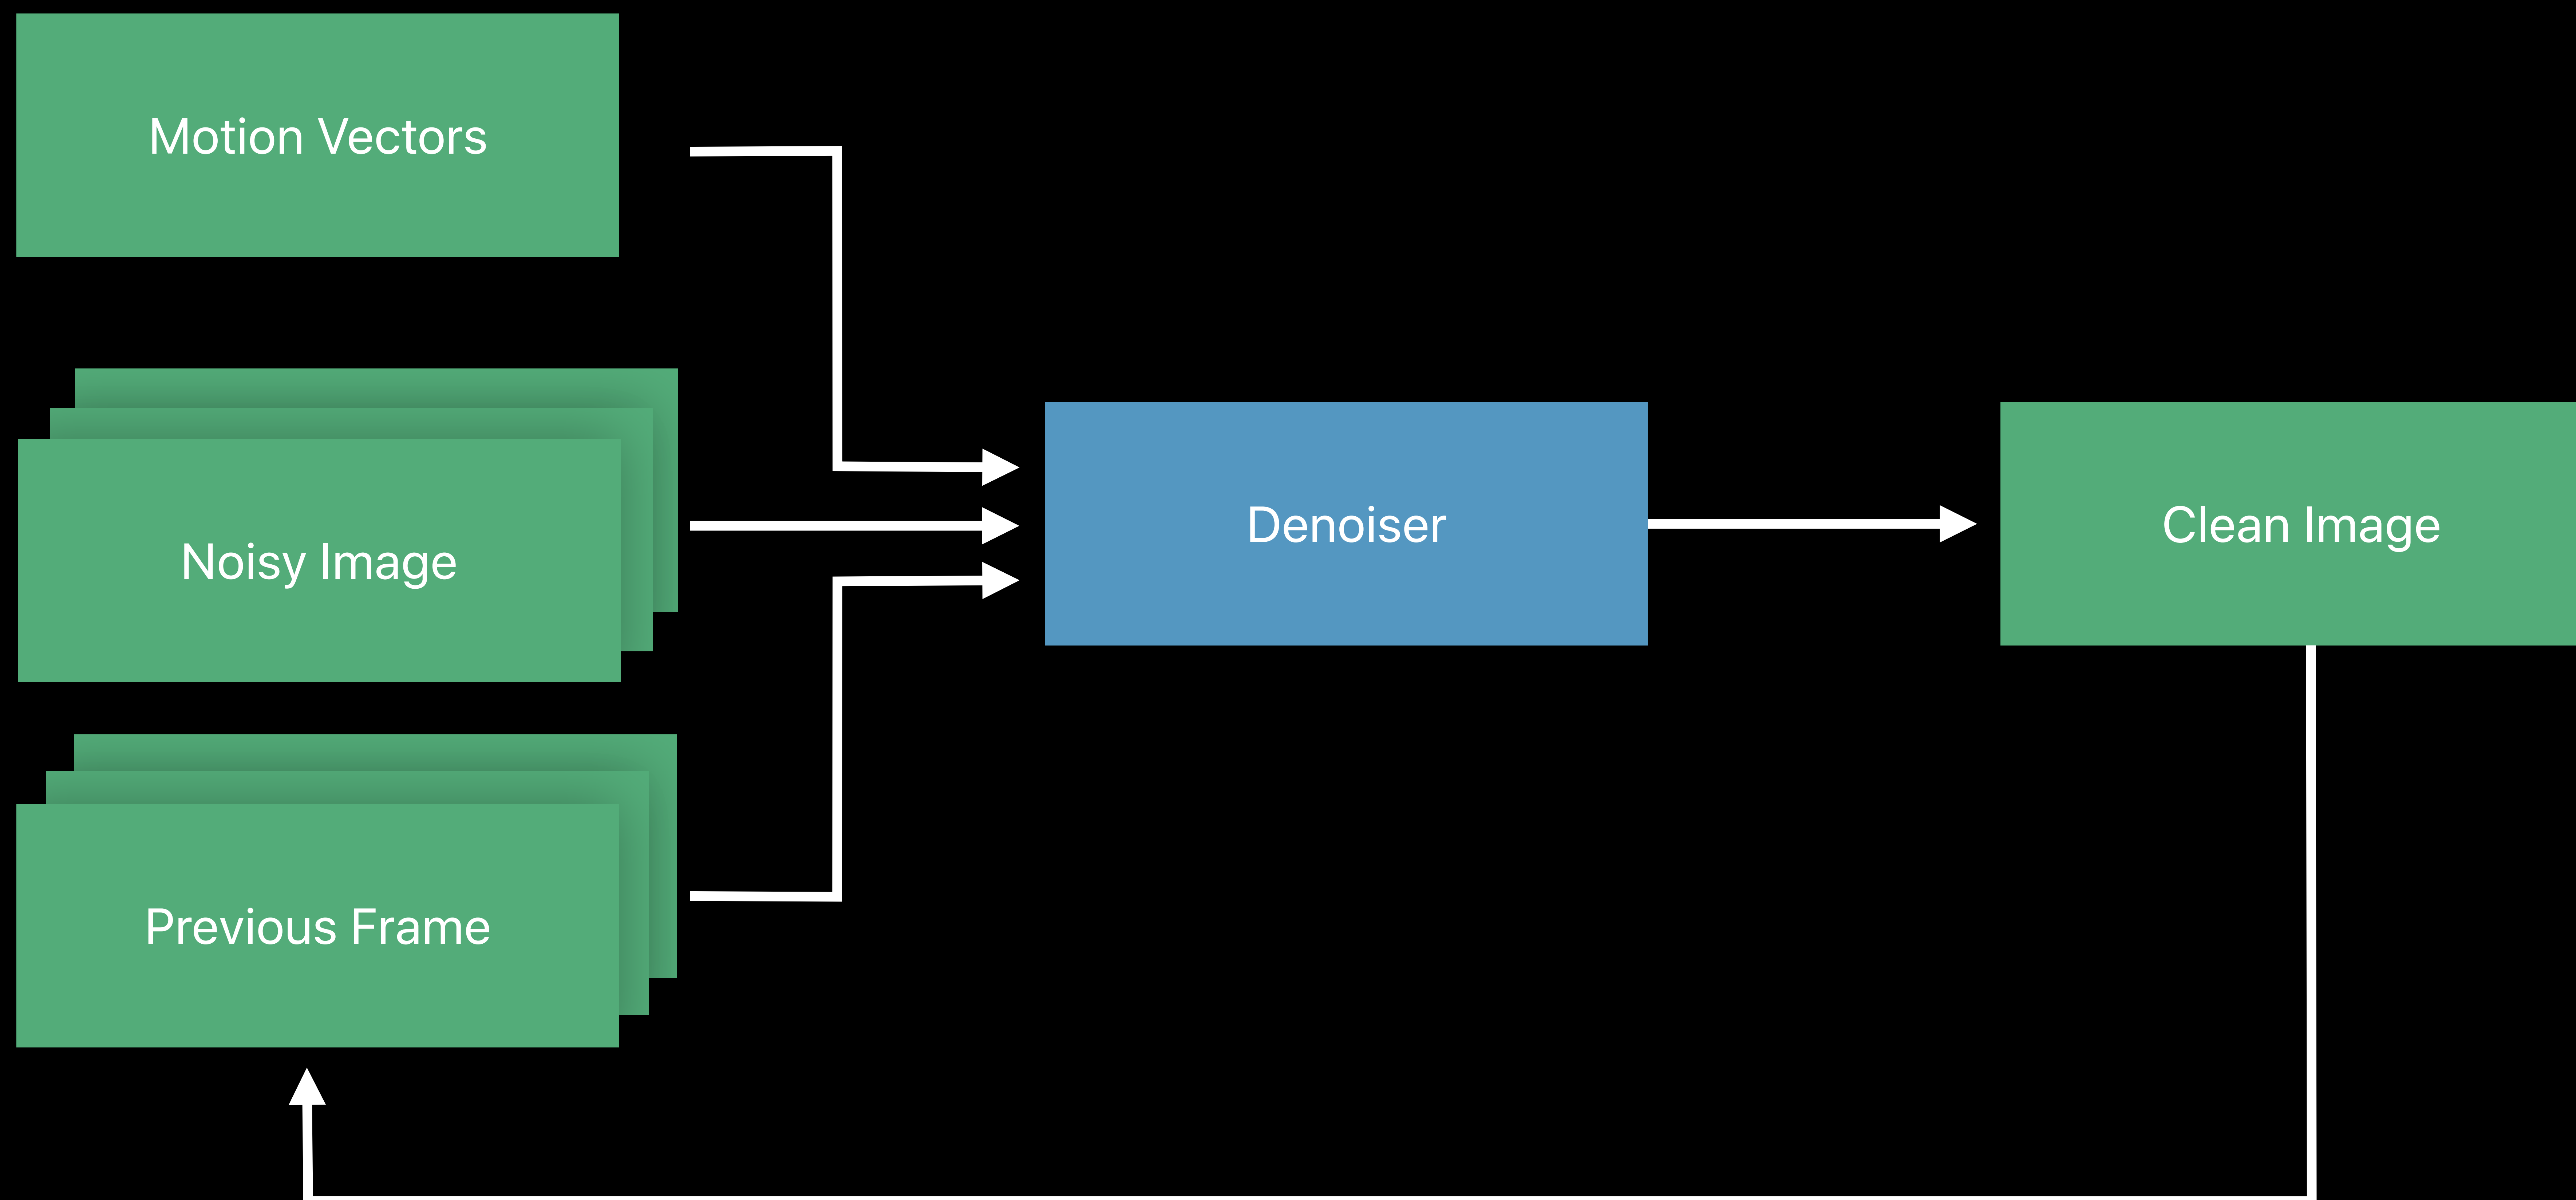 Motion Vectors
Noisy Image
Denoiser
Clean Image
Previous Frame